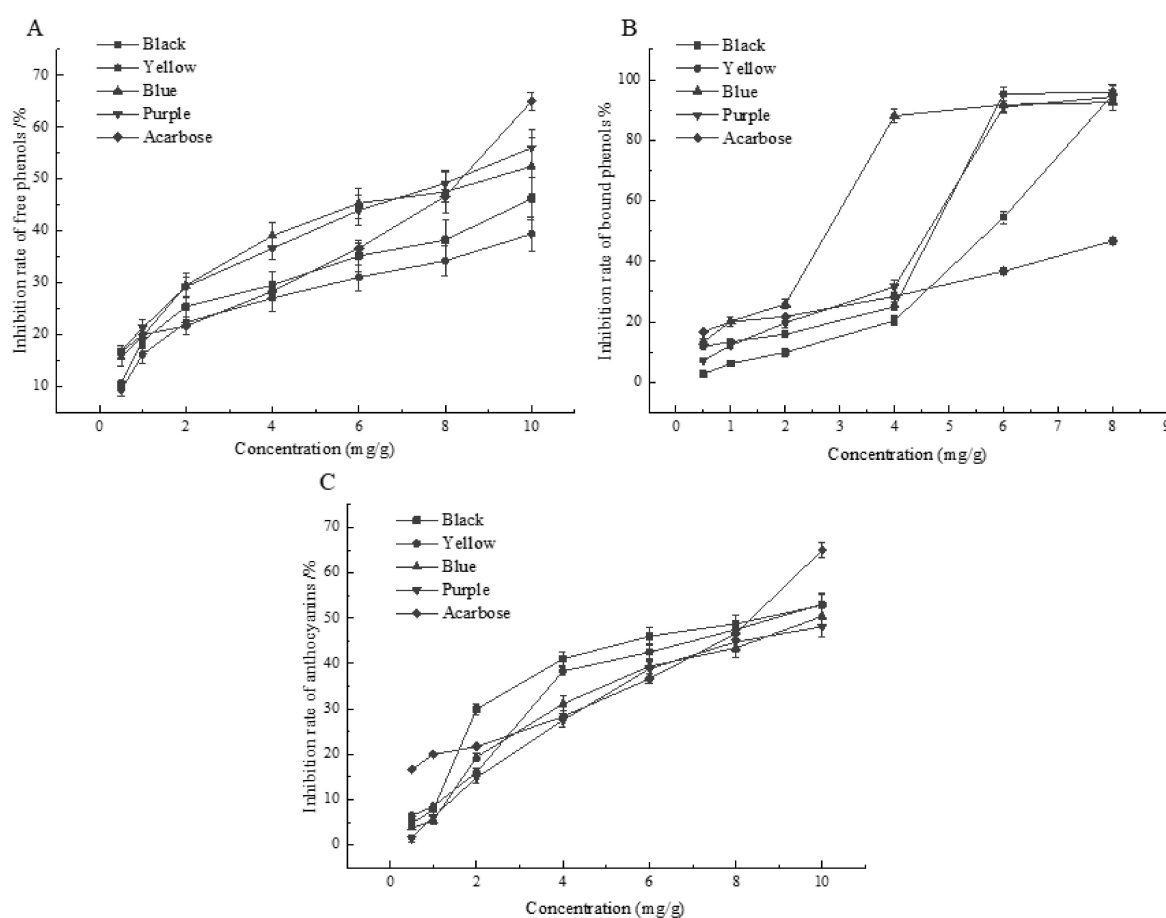 A
Black
Yellow
Blue
Purple
Acarbose
70
60
50
40
30
20
10
0 2 4 6 8 10
Inhibition rate of free phenols /%
Concentration (mg/g)
B
Black
Yellow
Blue
Purple
Acarbose
100
80
60
40
20
0
0 1 2 3 4 5 6 7 8 9
Inhibition rate of bound phenols %
Concentration (mg/g)
C
Black
Yellow
Blue
Purple
Acarbose
70
60
50
40
30
20
10
0
0 2 4 6 8 10
Inhibition rate of anthocyanins /%
Concentration (mg/g)